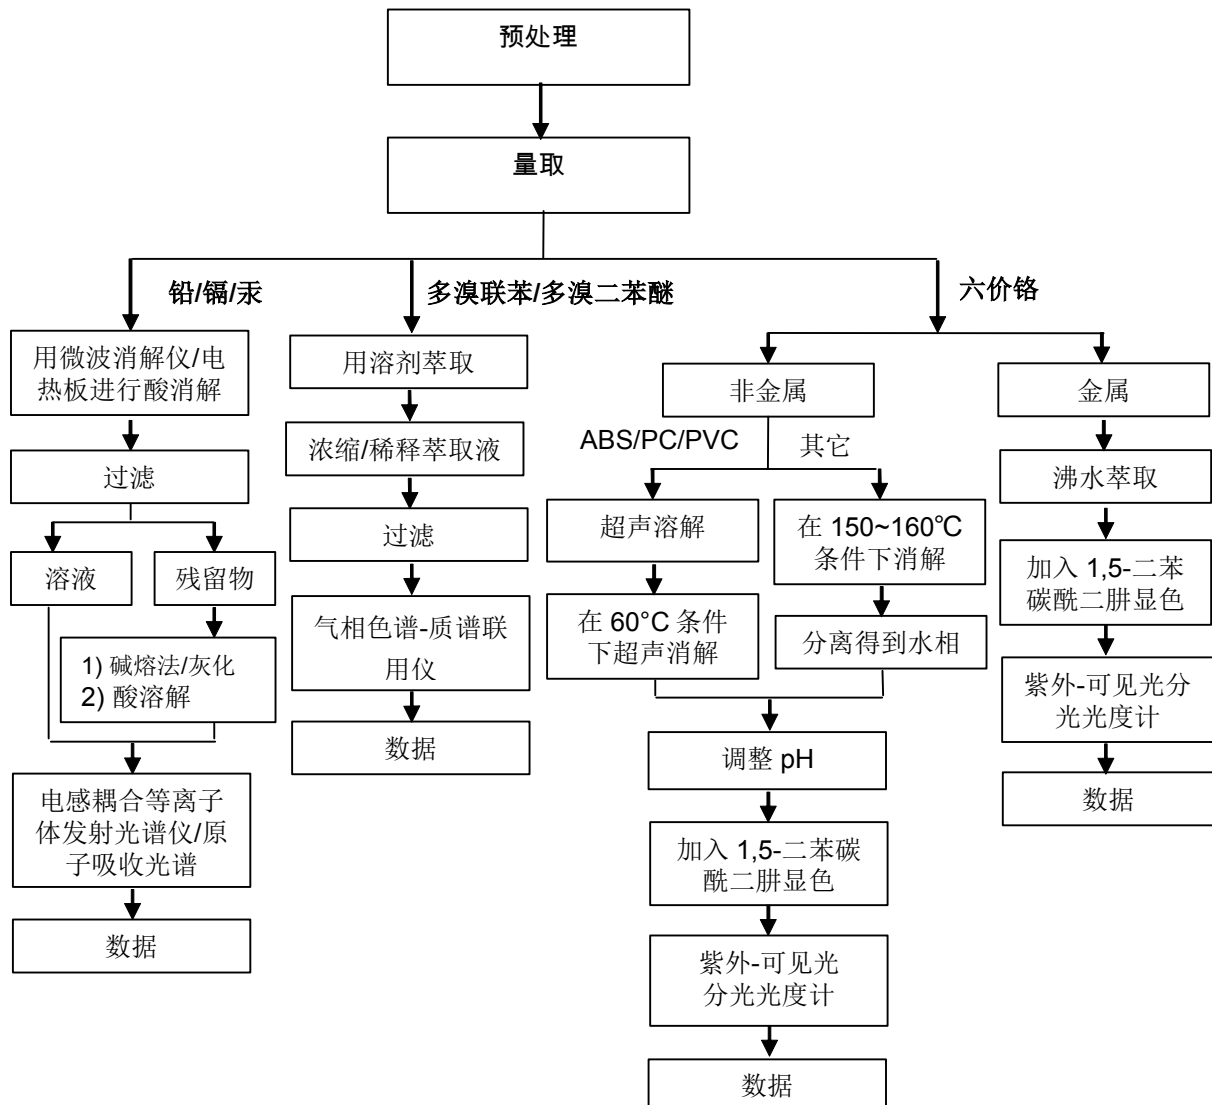 预处理
量取
铅/镉/汞
多溴联苯/多溴二苯醚
六价铬
用微波消解仪/电
热板进行酸消解
过滤
溶液
残留物
1) 碱熔法/灰化
2) 酸溶解
电感耦合等离子
体发射光谱仪/原
子吸收光谱
数据
用溶剂萃取
浓缩/稀释萃取液
过滤
气相色谱-质谱联
用仪
数据
非金属
ABS/PC/PVC
其它
超声溶解
在 60°C 条件
下超声消解
在 150~160℃
条件下消解
分离得到水相
调整 pH
加入 1,5-二苯碳
酰二肼显色
紫外-可见光
分光光度计
数据
金属
沸水萃取
加入 1,5-二苯
碳酰二肼显色
紫外-可见光分
光光度计
数据